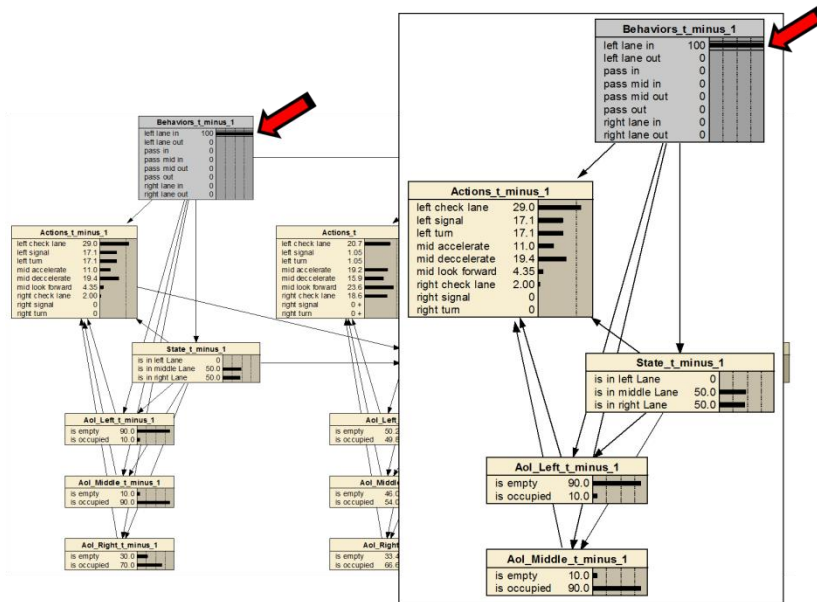 Behaviors_t_minus_1
left lane in 100
left lane out 0
pass in 0
pass mid in 0
pass mid out 0
pass out 0
right lane in 0
right lane out 0
Actions_t_minus_1
left check lane 29.0
left signal 17.1
left turn 17.1
mid accelerate 11.0
mid deccelerate 19.4
mid look forward 4.35
right check lane 2.00
right signal 0
right turn 0
Actions_t
left check lane 20.7
left signal 1.05
left turn 1.05
mid accelerate 19.2
mid deccelerate 15.9
mid look forward 23.6
right check lane 18.6
right signal 0 +
right turn 0 +
State_t_minus_1
is in left Lane 0
is in middle Lane 50.0
is in right Lane 50.0
AoI_Left_t_minus_1
is empty 90.0
is occupied 10.0
AoI_Left_
is empty 50.2
is occupied 49.8
AoI_Middle_t_minus_1
is empty 10.0
is occupied 90.0
AoI_Middle
is empty 46.0
is occupied 54.0
AoI_Right_t_minus_1
is empty 30.0
is occupied 70.0
AoI_Right
is empty 33.4
is occupied 66.6
Behaviors_t_minus_1
left lane in 100
left lane out 0
pass in 0
pass mid in 0
pass mid out 0
pass out 0
right lane in 0
right lane out 0
Actions_t_minus_1
left check lane 29.0
left signal 17.1
left turn 17.1
mid accelerate 11.0
mid deccelerate 19.4
mid look forward 4.35
right check lane 2.00
right signal 0
right turn 0
State_t_minus_1
is in left Lane 0
is in middle Lane 50.0
is in right Lane 50.0
AoI_Left_t_minus_1
is empty 90.0
is occupied 10.0
AoI_Middle_t_minus_1
is empty 10.0
is occupied 90.0